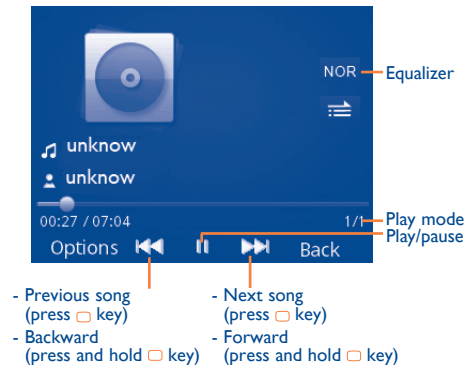 NOR
Equalizer
unknow
unknow
00:27 / 07:04
1/1
Play mode
Play/pause
Options
Back
- Previous song
(press key)
- Backward
(press and hold key)
- Next song
(press key)
- Forward
(press and hold key)